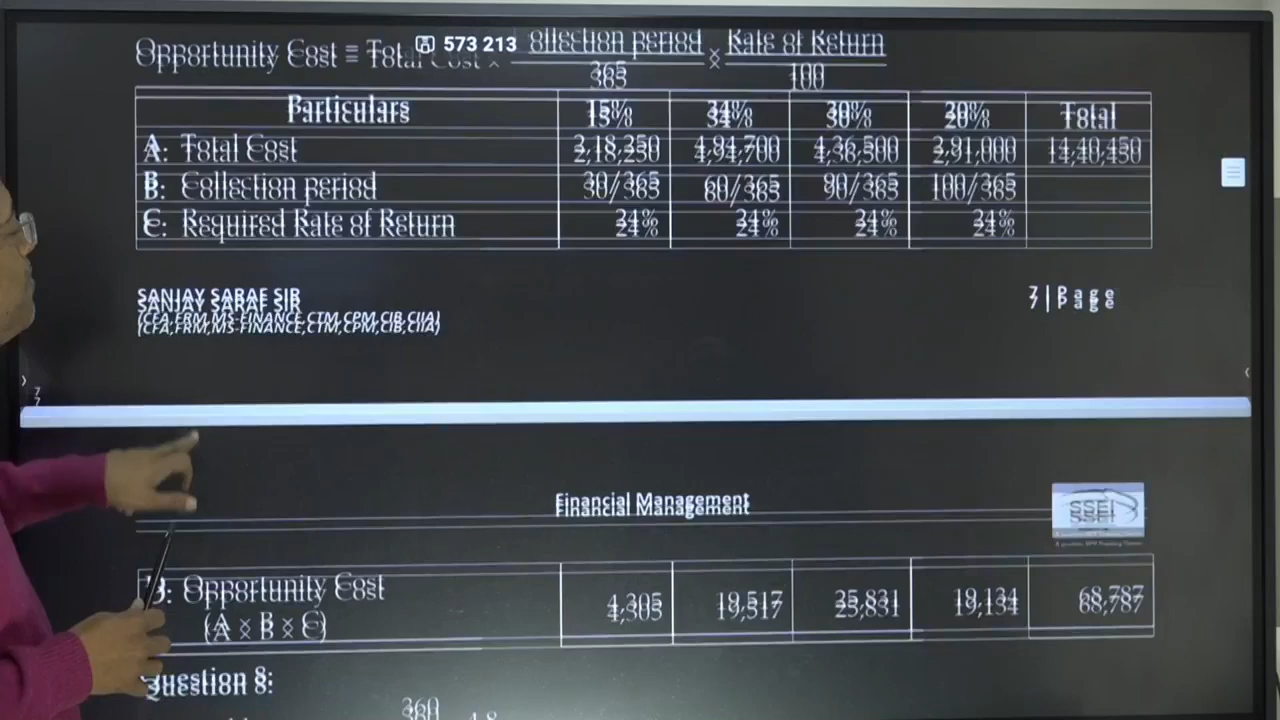 Opportunity Cost = Total Cost × Collection period / 365 × Rate of Return / 100
573 213
Particulars 15% 34% 30% 20% Total
A: Total Cost 2,18,250 4,94,700 4,36,500 2,91,000 14,40,450
B: Collection period 30/365 60/365 90/365 100/365
C: Required Rate of Return 24% 24% 24% 24%
SANJAY SARAF SIR 7 | Page
(CFA,FRM,MS-FINANCE,CTM,CPM,CIB,CIIA)
7
Financial Management
SSEI
D: Opportunity Cost 4,305 19,517 25,831 19,134 68,787
(A × B × C)
Question 8:
360
4.8